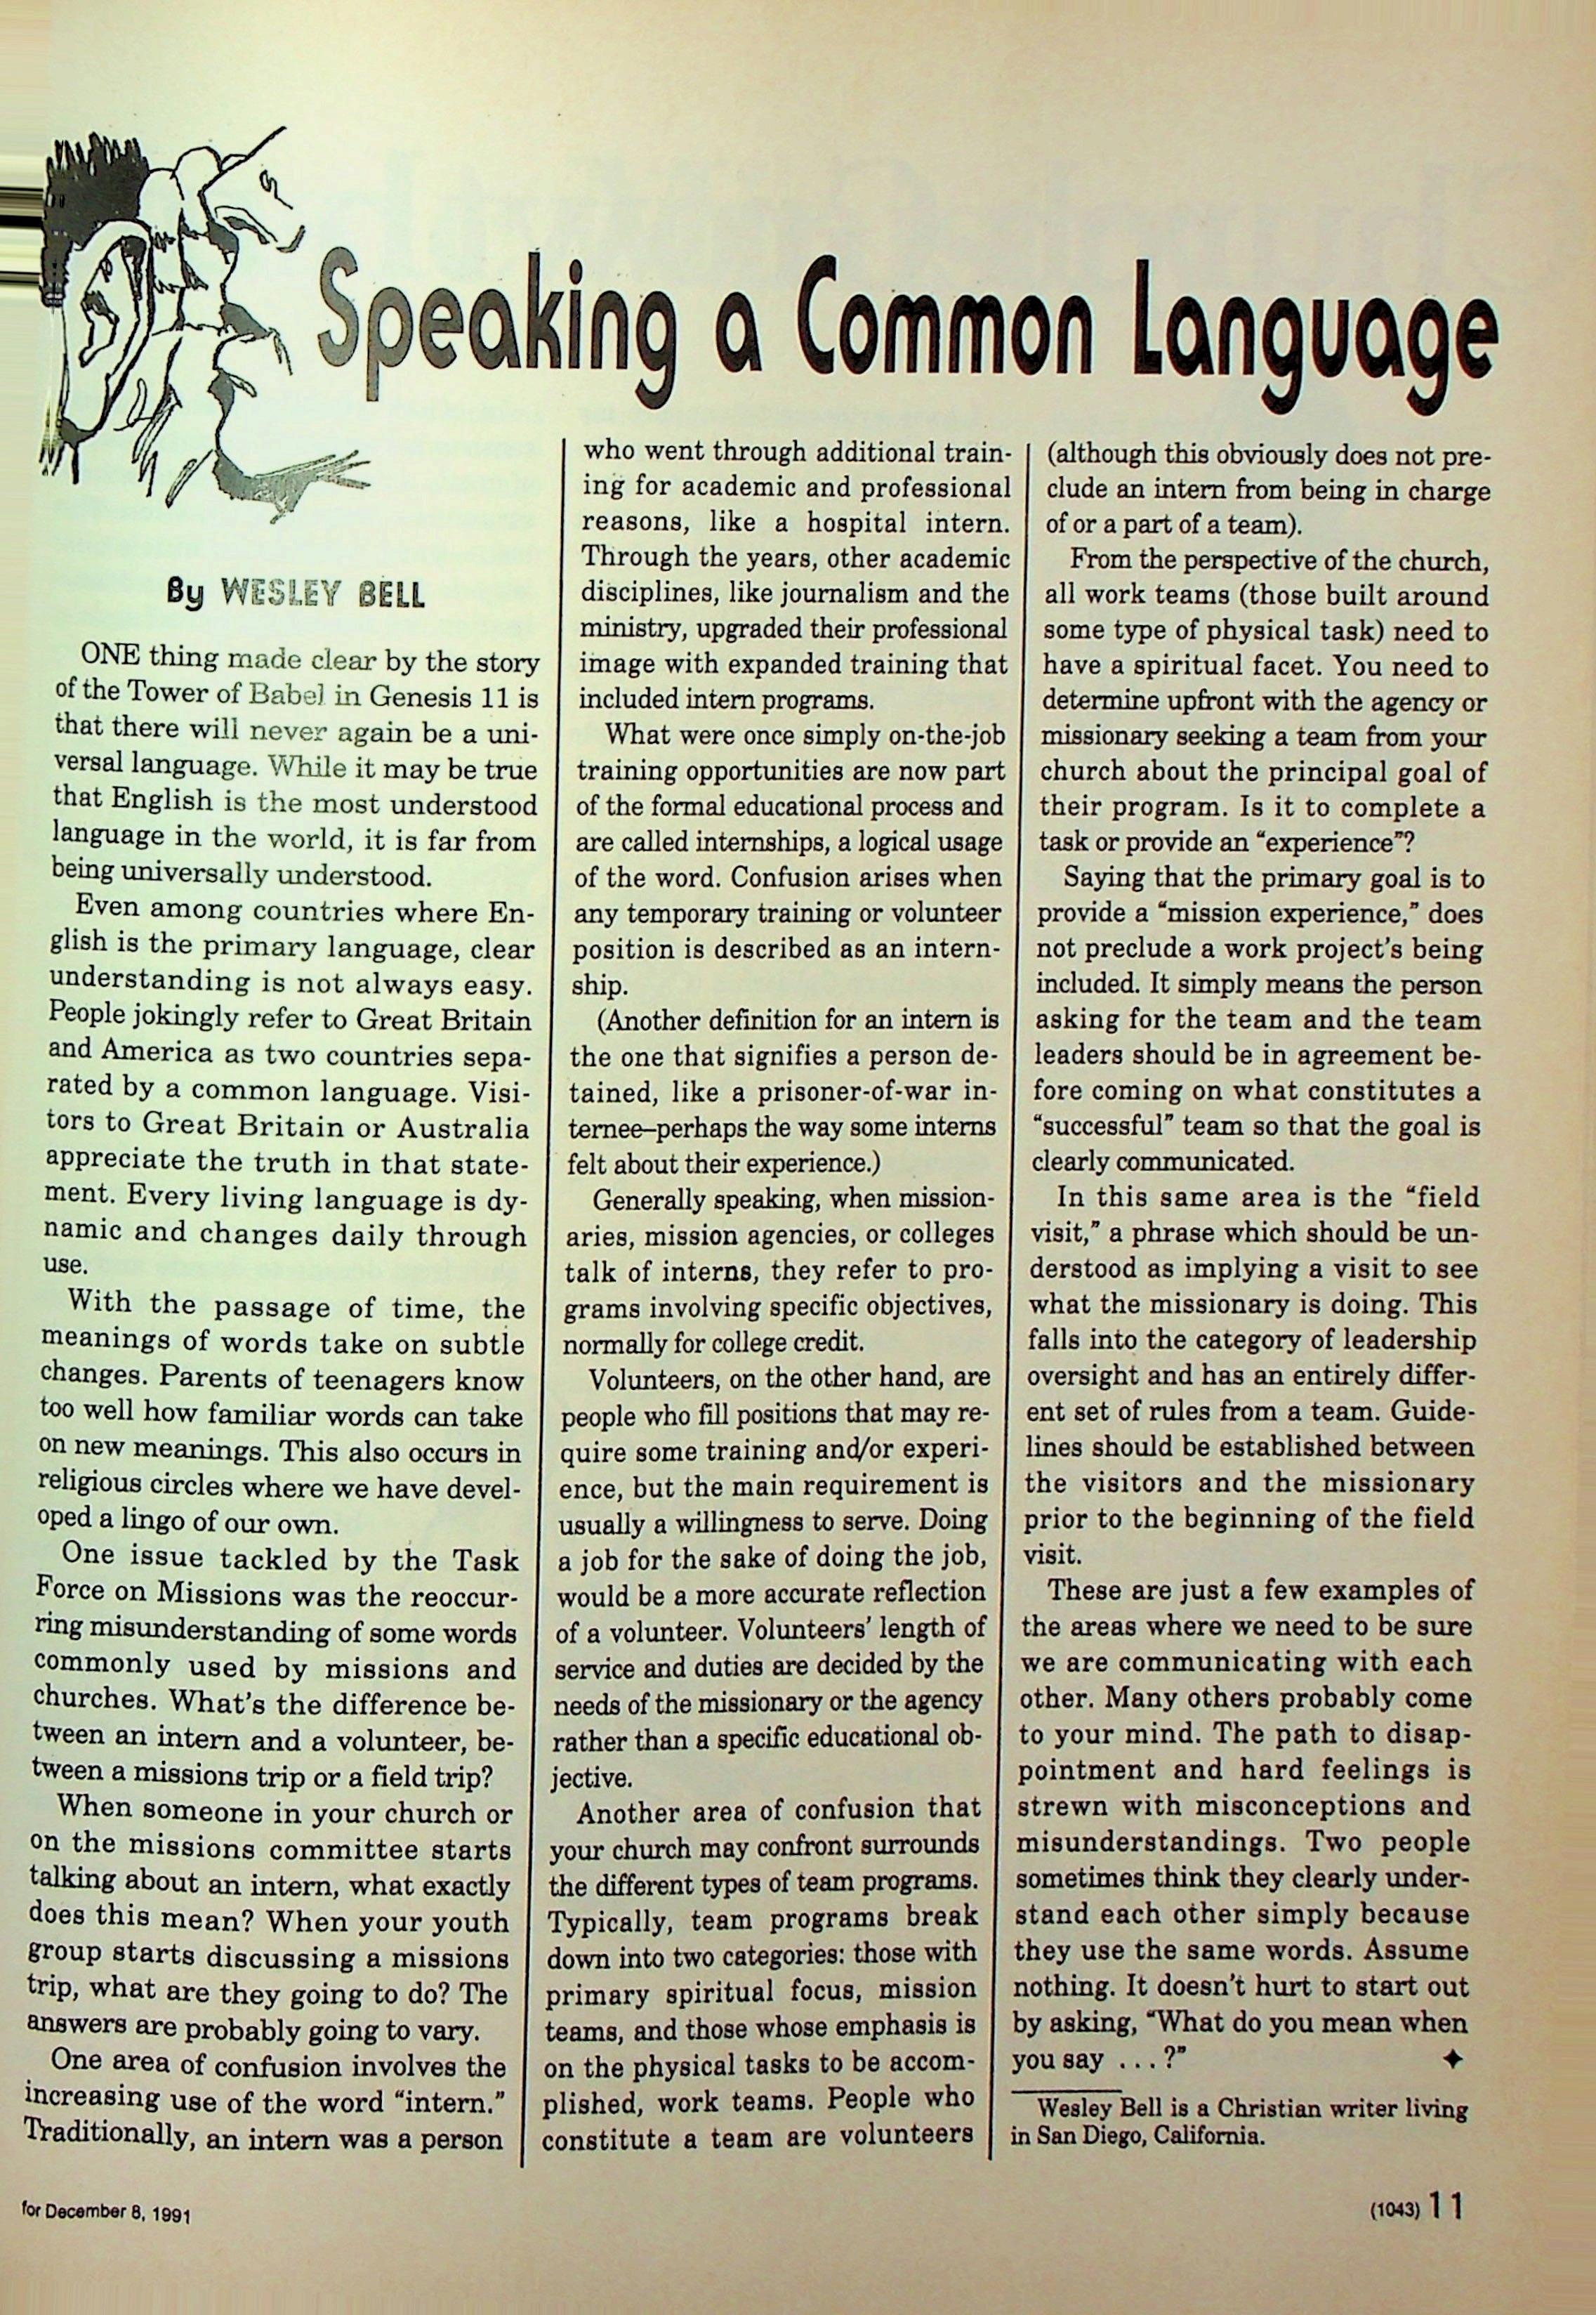 Speaking a Common Language
By WESLEY BELL
ONE thing made clear by the story
of the Tower of Babel in Genesis 11 is
that there will never again be a uni-
versal language. While it may be true
that English is the most understood
language in the world, it is far from
being universally understood.
Even among countries where En-
glish is the primary language, clear
understanding is not always easy.
People jokingly refer to Great Britain
and America as two countries sepa-
rated by a common language. Visi-
tors to Great Britain or Australia
appreciate the truth in that state-
ment. Every living language is dy-
namic and changes daily through
use.
With the passage of time, the
meanings of words take on subtle
changes. Parents of teenagers know
too well how familiar words can take
on new meanings. This also occurs in
religious circles where we have devel-
oped a lingo of our own.
One issue tackled by the Task
Force on Missions was the reoccur-
ring misunderstanding of some words
commonly used by missions and
churches. What's the difference be-
tween an intern and a volunteer, be-
tween a missions trip or a field trip?
When someone in your church or
on the missions committee starts
talking about an intern, what exactly
does this mean? When your youth
group starts discussing a missions
trip, what are they going to do? The
answers are probably going to vary.
One area of confusion involves the
increasing use of the word “intern.”
Traditionally, an intern was a person
who went through additional train-
ing for academic and professional
reasons, like a hospital intern.
Through the years, other academic
disciplines, like journalism and the
ministry, upgraded their professional
image with expanded training that
included intern programs.
What were once simply on-the-job
training opportunities are now part
of the formal educational process and
are called internships, a logical usage
of the word. Confusion arises when
any temporary training or volunteer
position is described as an intern-
ship.
(Another definition for an intern is
the one that signifies a person de-
tained, like a prisoner-of-war in-
ternee–perhaps the way some interns
felt about their experience.)
Generally speaking, when mission-
aries, mission agencies, or colleges
talk of interns, they refer to pro-
grams involving specific objectives,
normally for college credit.
Volunteers, on the other hand, are
people who fill positions that may re-
quire some training and/or experi-
ence, but the main requirement is
usually a willingness to serve. Doing
a job for the sake of doing the job,
would be a more accurate reflection
of a volunteer. Volunteers' length of
service and duties are decided by the
needs of the missionary or the agency
rather than a specific educational ob-
jective.
Another area of confusion that
your church may confront surrounds
the different types of team programs.
Typically, team programs break
down into two categories: those with
primary spiritual focus, mission
teams, and those whose emphasis is
on the physical tasks to be accom-
plished, work teams. People who
constitute a team are volunteers
(although this obviously does not pre-
clude an intern from being in charge
of or a part of a team).
From the perspective of the church,
all work teams (those built around
some type of physical task) need to
have a spiritual facet. You need to
determine upfront with the agency or
missionary seeking a team from your
church about the principal goal of
their program. Is it to complete a
task or provide an “experience”?
Saying that the primary goal is to
provide a “mission experience,” does
not preclude a work project's being
included. It simply means the person
asking for the team and the team
leaders should be in agreement be-
fore coming on what constitutes a
“successful” team so that the goal is
clearly communicated.
In this same area is the “field
visit,” a phrase which should be un-
derstood as implying a visit to see
what the missionary is doing. This
falls into the category of leadership
oversight and has an entirely differ-
ent set of rules from a team. Guide-
lines should be established between
the visitors and the missionary
prior to the beginning of the field
visit.
These are just a few examples of
the areas where we need to be sure
we are communicating with each
other. Many others probably come
to your mind. The path to disap-
pointment and hard feelings is
strewn with misconceptions and
misunderstandings. Two people
sometimes think they clearly under-
stand each other simply because
they use the same words. Assume
nothing. It doesn't hurt to start out
by asking, “What do you mean when
you say . . . ?” ✦
Wesley Bell is a Christian writer living
in San Diego, California.
for December 8, 1991
(1043) 11